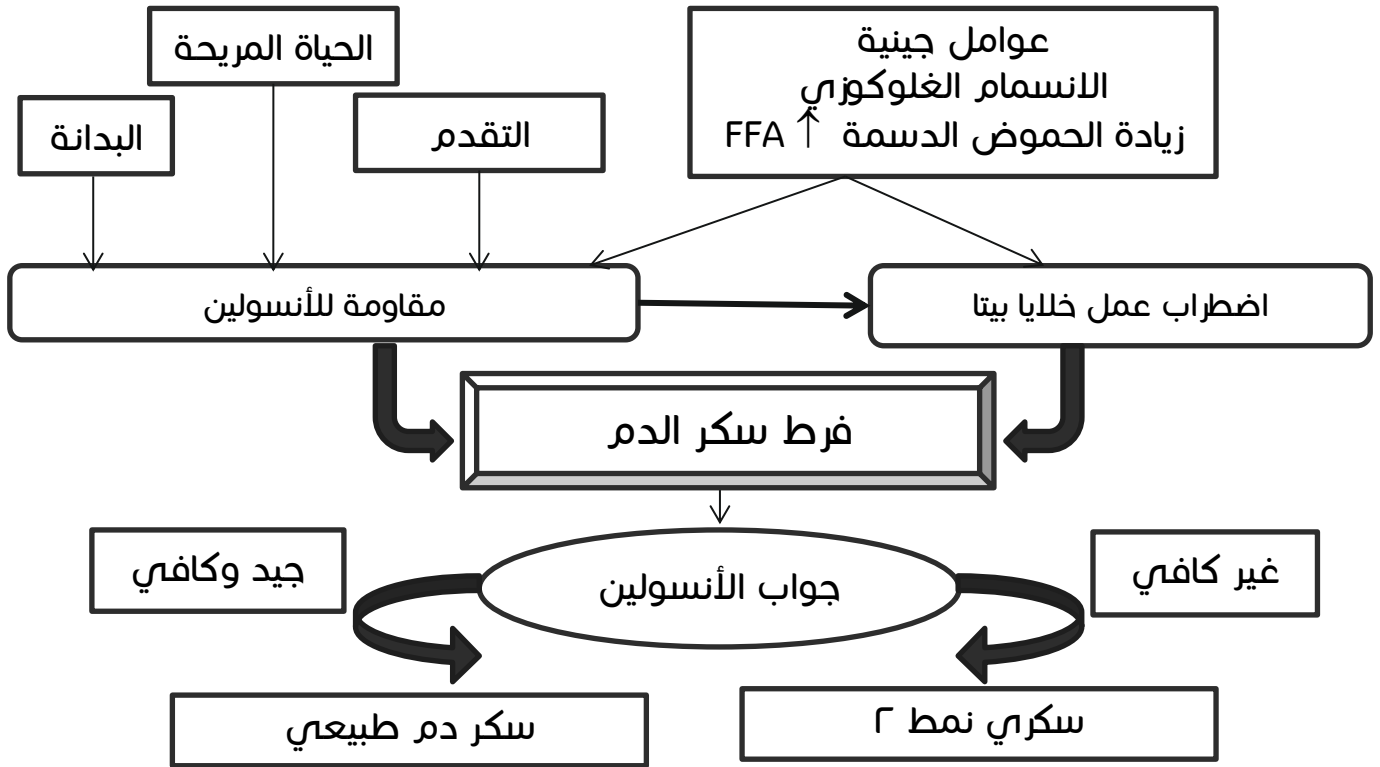 الحياة المريحة
البدانة
التقدم
عوامل جينية
الانسمام الغلوكوزي
زيادة الحموض الدسمة ↑ FFA
مقاومة للأنسولين
اضطراب عمل خلايا بيتا
فرط سكر الدم
جواب الأنسولين
غير كافي
جيد وكافي
سكري نمط ٢
سكر دم طبيعي